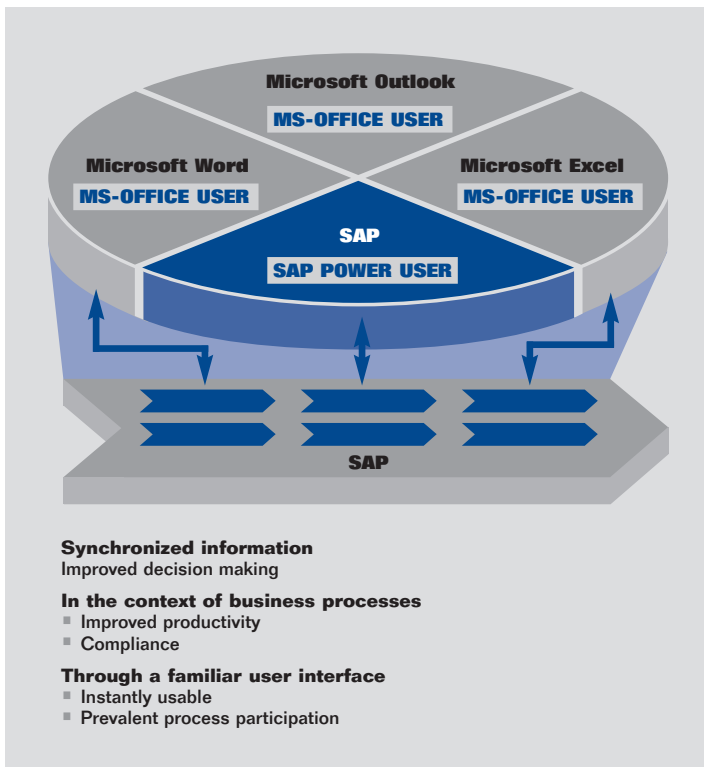 Microsoft Outlook
MS-OFFICE USER
Microsoft Word
MS-OFFICE USER
Microsoft Excel
MS-OFFICE USER
SAP
SAP POWER USER
SAP
Synchronized information
Improved decision making
In the context of business processes
Improved productivity
Compliance
Through a familiar user interface
Instantly usable
Prevalent process participation